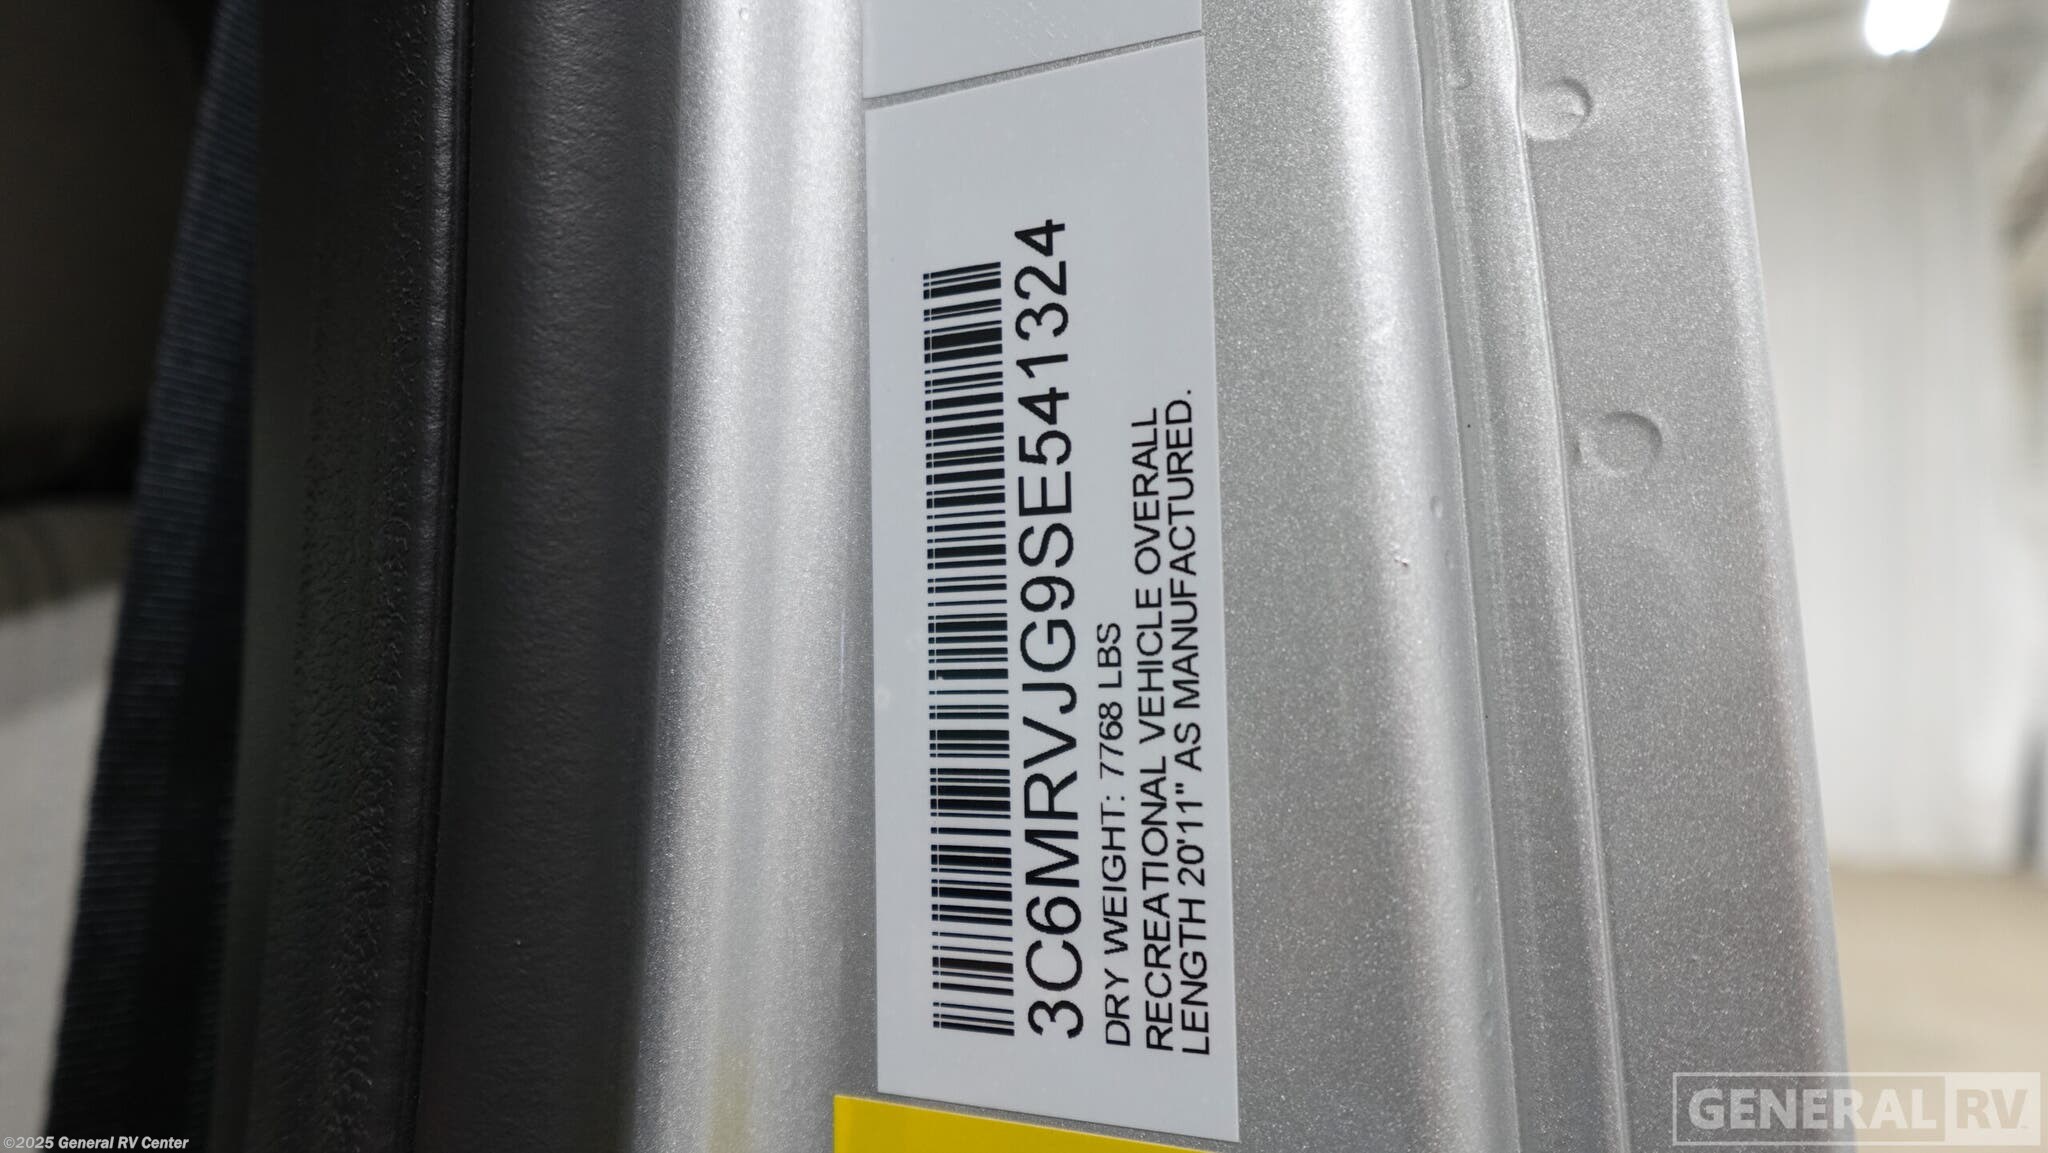 3C6MRVJG9SE541324
DRY WEIGHT: 7768 LBS
RECREATIONAL VEHICLE OVERALL
LENGTH 20'11" AS MANUFACTURED.
GENERAL RV
©2025 General RV Center